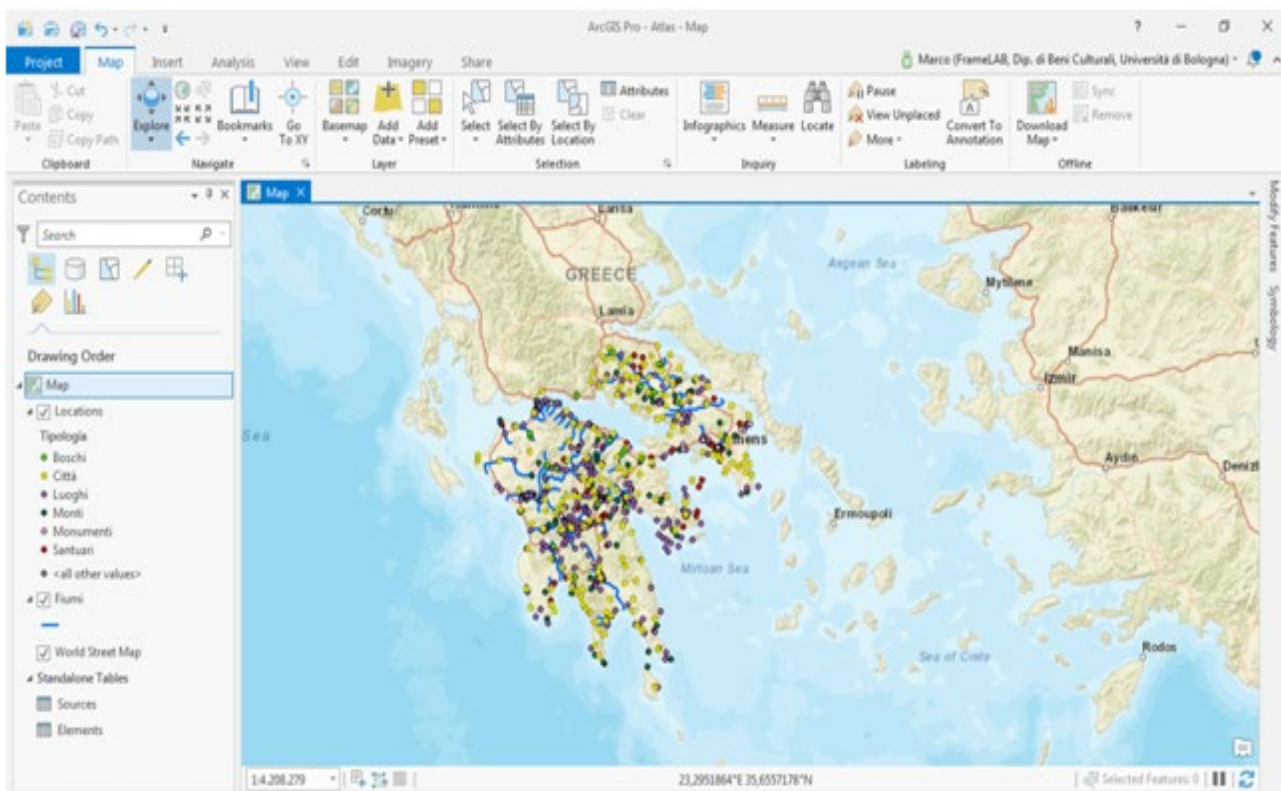 ArcGIS Pro - Atlas - Map
? 
Project Map Insert Analysis View Edit Imagery Share
Marco (FrameLAB, Dip. di Beni Culturali, Università di Bologna)
Paste
Cut
Copy
Copy Path
Clipboard
Explore
Bookmarks
Go To XY
Navigate
Basemap
Add Data
Add Preset
Layer
Select
Select By Attributes
Select By Location
Attributes
Clear
Selection
Infographics
Measure
Locate
Inquiry
Pause
View Unplaced
More
Convert To Annotation
Labeling
Download Map
Sync
Remove
Offline
Contents
Search
Drawing Order
Map
Locations
Tipologia
Boschi
Città
Luoghi
Monti
Monumenti
Santuari
<all other values>
Fiumi
World Street Map
Standalone Tables
Sources
Elements
Map
Corfu
Larisa
Balikesir
GREECE
Aegean Sea
Mytilene
Lamia
Manisa
Izmir
Sea
Aydin
Ermoupoli
Mirtoan Sea
Sea of Crete
Rodos
1:4.208.279
23,2951864°E 35,6557178°N
Selected Features: 0
Modify Features
Symbology